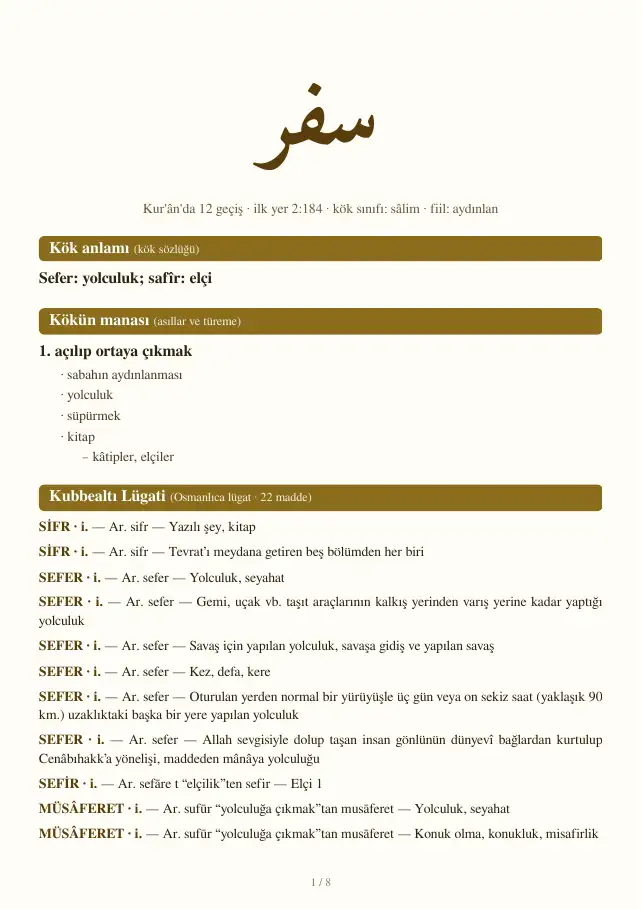 سفر
Kur'ân'da 12 geçiş · ilk yer 2:184 · kök sınıfı: sâlim · fiil: aydınlan
Kök anlamı (kök sözlüğü)
Sefer: yolculuk; safîr: elçi
Kökün manası (asıllar ve türeme)
1. açılıp ortaya çıkmak
· sabahın aydınlanması
· yolculuk
· süpürmek
· kitap
– kâtipler, elçiler
Kubbealtı Lügati (Osmanlıca lügat · 22 madde)
SİFR · i. — Ar. sifr — Yazılı şey, kitap
SİFR · i. — Ar. sifr — Tevrat’ı meydana getiren beş bölümden her biri
SEFER · i. — Ar. sefer — Yolculuk, seyahat
SEFER · i. — Ar. sefer — Gemi, uçak vb. taşıt araçlarının kalkış yerinden varış yerine kadar yaptığı
yolculuk
SEFER · i. — Ar. sefer — Savaş için yapılan yolculuk, savaşa gidiş ve yapılan savaş
SEFER · i. — Ar. sefer — Kez, defa, kere
SEFER · i. — Ar. sefer — Oturulan yerden normal bir yürüyüşle üç gün veya on sekiz saat (yaklaşık 90
km.) uzaklıktaki başka bir yere yapılan yolculuk
SEFER · i. — Ar. sefer — Allah sevgisiyle dolup taşan insan gönlünün dünyevî bağlardan kurtulup
Cenâbıhakk’a yönelişi, maddeden mânâya yolculuğu
SEFİR · i. — Ar. sefāre t “elçilik”ten sefіr — Elçi 1
MÜSÂFERET · i. — Ar. sufūr “yolculuğa çıkmak”tan musāferet — Yolculuk, seyahat
MÜSÂFERET · i. — Ar. sufūr “yolculuğa çıkmak”tan musāferet — Konuk olma, konukluk, misafirlik
1 / 8